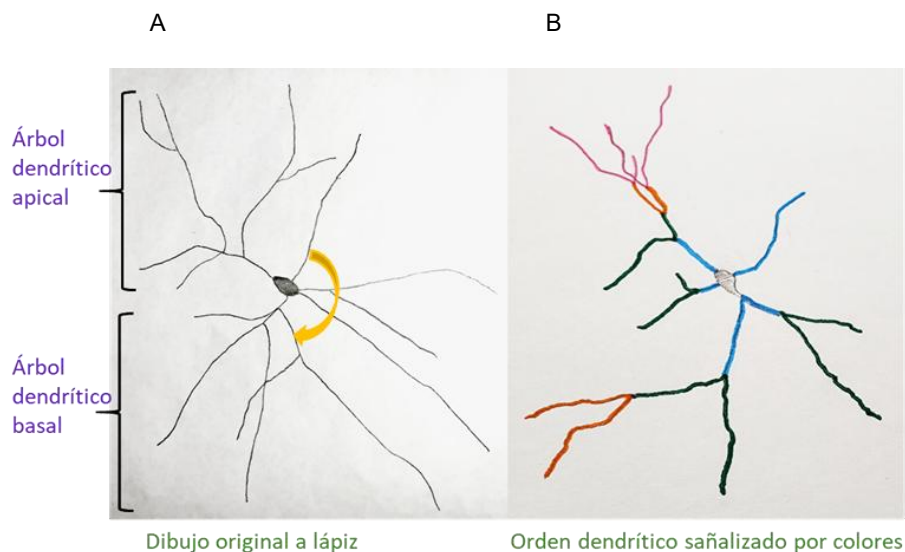 A
B
Árbol
dendrítico
apical
Árbol
dendrítico
basal
Dibujo original a lápiz
Orden dendrítico sañalizado por colores